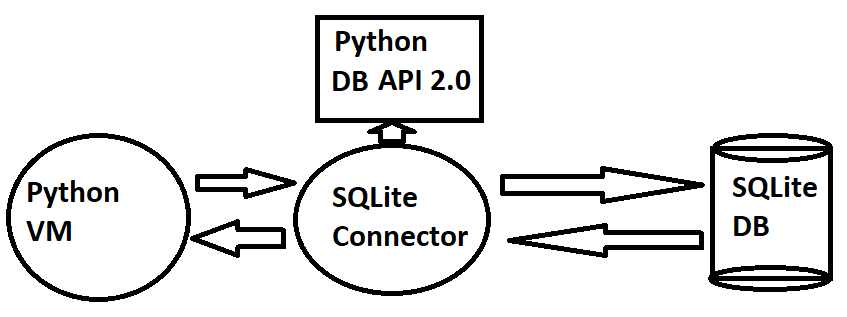 Python
DB API 2.0
Python
VM
SQLite
Connector
SQLite
DB